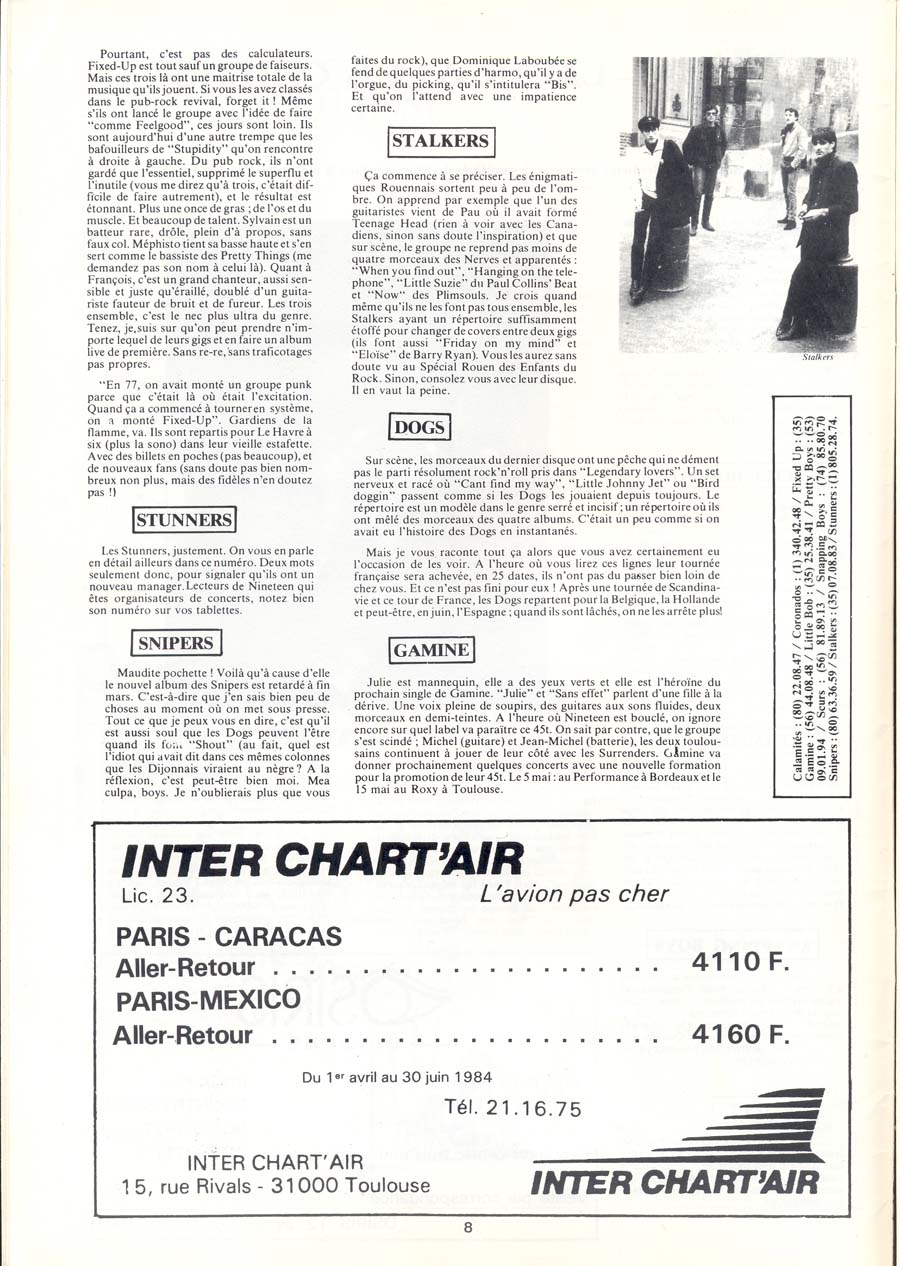 Pourtant, c'est pas des calculateurs.
Fixed-Up est tout sauf un groupe de faiseurs.
Mais ces trois là ont une maitrise totale de la
musique qu'ils jouent. Si vous les avez classés
dans le pub-rock revival, forget it ! Même
s'ils ont lancé le groupe avec l'idée de faire
"comme Feelgood", ces jours sont loin. Ils
sont aujourd'hui d'une autre trempe que les
bafouilleurs de "Stupidity" qu'on rencontre
à droite à gauche. Du pub rock, ils n'ont
gardé que l'essentiel, supprimé le superflu et
l'inutile (vous me direz qu'à trois, c'était dif-
ficile de faire autrement), et le résultat est
étonnant. Plus une once de gras ; de l'os et du
muscle. Et beaucoup de talent. Sylvain est un
batteur rare, drôle, plein d'à propos, sans
faux col. Méphisto tient sa basse haute et s'en
sert comme le bassiste des Pretty Things (me
demandez pas son nom à celui là). Quant à
François, c'est un grand chanteur, aussi sen-
sible et juste qu'éraillé, doublé d'un guita-
riste fauteur de bruit et de fureur. Les trois
ensemble, c'est le nec plus ultra du genre.
Tenez, je,suis sur qu'on peut prendre n'im-
porte lequel de leurs gigs et en faire un album
live de première. Sans re-re, sans traficotages
pas propres.
"En 77, on avait monté un groupe punk
parce que c'était là où était l'excitation.
Quand ça a commencé à tourner en système,
on a monté Fixed-Up". Gardiens de la
flamme, va. Ils sont repartis pour Le Havre à
six (plus la sono) dans leur vieille estafette.
Avec des billets en poches (pas beaucoup), et
de nouveaux fans (sans doute pas bien nom-
breux non plus, mais des fidèles n'en doutez
pas !)
STUNNERS
Les Stunners, justement. On vous en parle
en détail ailleurs dans ce numéro. Deux mots
seulement donc, pour signaler qu'ils ont un
nouveau manager. Lecteurs de Nineteen qui
êtes organisateurs de concerts, notez bien
son numéro sur vos tablettes.
SNIPERS
Maudite pochette ! Voilà qu'à cause d'elle
le nouvel album des Snipers est retardé à fin
mars. C'est-à-dire que j'en sais bien peu de
choses au moment où on met sous presse.
Tout ce que je peux vous en dire, c'est qu'il
est aussi soul que les Dogs peuvent l'être
quand ils font "Shout" (au fait, quel est
l'idiot qui avait dit dans ces mêmes colonnes
que les Dijonnais viraient au nègre ? A la
réflexion, c'est peut-être bien moi. Mea
culpa, boys. Je n'oublierais plus que vous
faites du rock), que Dominique Laboubée se
fend de quelques parties d'harmo, qu'il y a de
l'orgue, du picking, qu'il s'intitulera "Bis".
Et qu'on l'attend avec une impatience
certaine.
STALKERS
Ça commence à se préciser. Les énigmati-
ques Rouennais sortent peu à peu de l'om-
bre. On apprend par exemple que l'un des
guitaristes vient de Pau où il avait formé
Teenage Head (rien à voir avec les Cana-
diens, sinon sans doute l'inspiration) et que
sur scène, le groupe ne reprend pas moins de
quatre morceaux des Nerves et apparentés :
"When you find out", "Hanging on the tele-
phone", "Little Suzie" du Paul Collins' Beat
et "Now" des Plimsouls. Je crois quand
même qu'ils ne les font pas tous ensemble, les
Stalkers ayant un répertoire suffisamment
étoffé pour changer de covers entre deux gigs
(ils font aussi "Friday on my mind" et
"Eloïse" de Barry Ryan). Vous les aurez sans
doute vu au Spécial Rouen des Enfants du
Rock. Sinon, consolez vous avec leur disque.
Il en vaut la peine.
Stalkers
DOGS
Sur scène, les morceaux du dernier disque ont une pêche qui ne dément
pas le parti résolument rock'n'roll pris dans "Legendary lovers". Un set
nerveux et racé où "Cant find my way", "Little Johnny Jet" ou "Bird
doggin" passent comme si les Dogs les jouaient depuis toujours. Le
répertoire est un modèle dans le genre serré et incisif ; un répertoire où ils
ont mêlé des morceaux des quatre albums. C'était un peu comme si on
avait eu l'histoire des Dogs en instantanés.
Mais je vous raconte tout ça alors que vous avez certainement eu
l'occasion de les voir. A l'heure où vous lirez ces lignes leur tournée
française sera achevée, en 25 dates, ils n'ont pas du passer bien loin de
chez vous. Et ce n'est pas fini pour eux ! Après une tournée de Scandina-
vie et ce tour de France, les Dogs repartent pour la Belgique, la Hollande
et peut-être, en juin, l'Espagne ; quand ils sont lâchés, on ne les arrête plus!
GAMINE
Julie est mannequin, elle a des yeux verts et elle est l'héroïne du
prochain single de Gamine. "Julie" et "Sans effet" parlent d'une fille à la
dérive. Une voix pleine de soupirs, des guitares aux sons fluides, deux
morceaux en demi-teintes. A l'heure où Nineteen est bouclé, on ignore
encore sur quel label va paraître ce 45t. On sait par contre, que le groupe
s'est scindé ; Michel (guitare) et Jean-Michel (batterie), les deux toulou-
sains continuent à jouer de leur côté avec les Surrenders. Gamine va
donner prochainement quelques concerts avec une nouvelle formation
pour la promotion de leur 45t. Le 5 mai : au Performance à Bordeaux et le
15 mai au Roxy à Toulouse.
Calamités : (80) 22.08.47 / Coronados : (1) 340.42.48 / Fixed Up : (35)
Gamine : (56) 44.08.48 / Little Bob : (35) 25.38.41 / Pretty Boys : (53)
09.01.94 / Scurs : (56) 81.89.13 / Snapping Boys : (74) 85.80.70
Snipers : (80) 63.36.59 / Stalkers : (35) 07.08.83 / Stunners : (1) 805.28.74.
INTER CHART'AIR
Lic. 23.
L'avion pas cher
PARIS - CARACAS
Aller-Retour . . . . . . . . . . . . . . . . . . . . . . 4110 F.
PARIS-MEXICO
Aller-Retour . . . . . . . . . . . . . . . . . . . . . . 4160 F.
Du 1er avril au 30 juin 1984
Tél. 21.16.75
INTER CHART'AIR
15, rue Rivals - 31000 Toulouse
INTER CHART'AIR
8